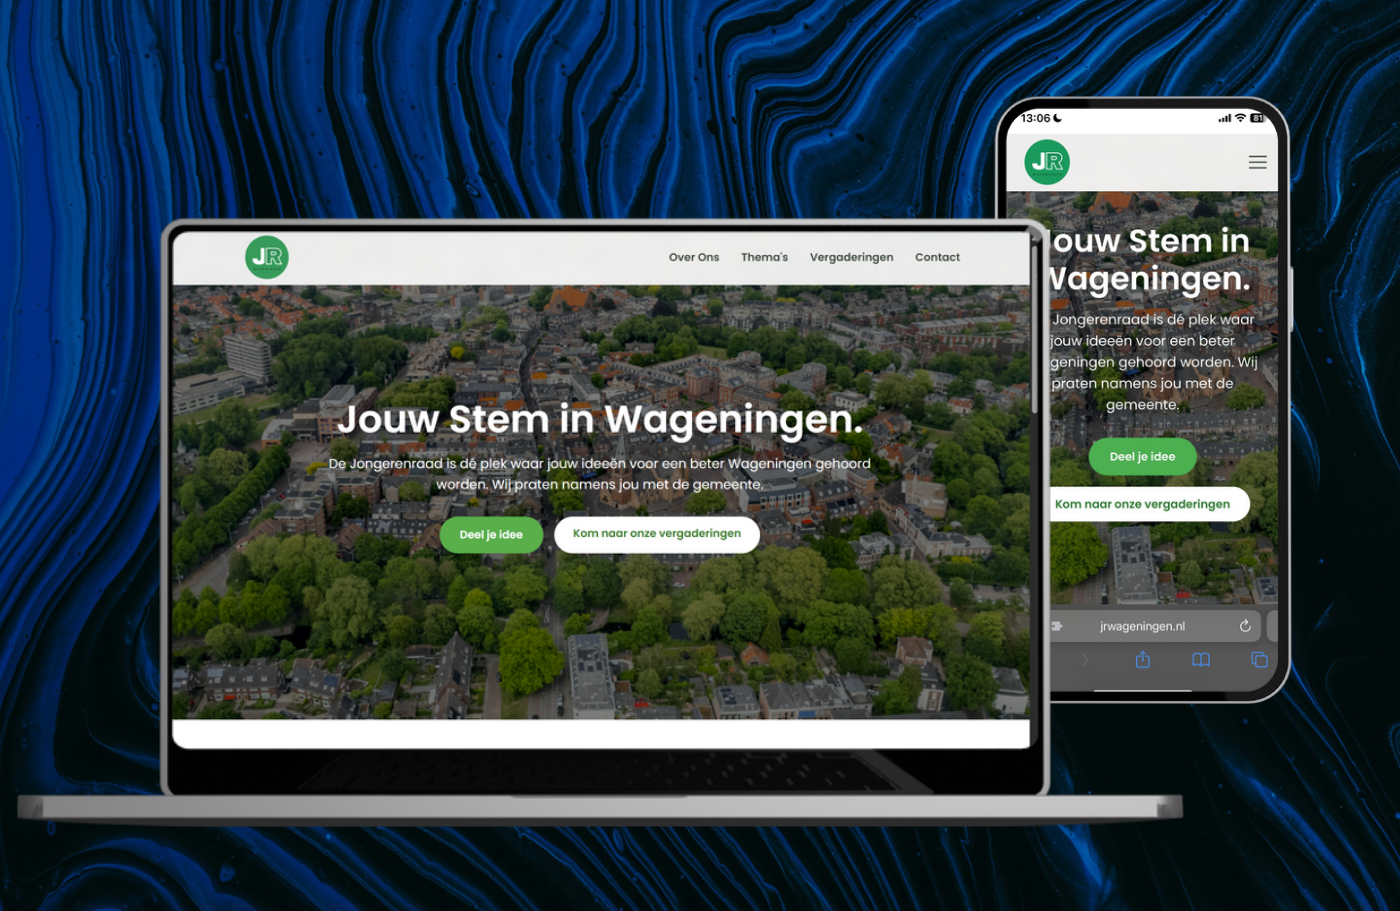 JR
Over Ons Thema's Vergaderingen Contact
Jouw Stem in Wageningen.
De Jongerenraad is dé plek waar jouw ideeën voor een beter Wageningen gehoord
worden. Wij praten namens jou met de gemeente.
Deel je idee Kom naar onze vergaderingen
13:06 81
JR
ouw Stem in
Wageningen.
Jongerenraad is dé plek waar
jouw ideeën voor een beter
geningen gehoord worden. Wij
praten namens jou met de
gemeente.
Deel je idee
Kom naar onze vergaderingen
jrwageningen.nl